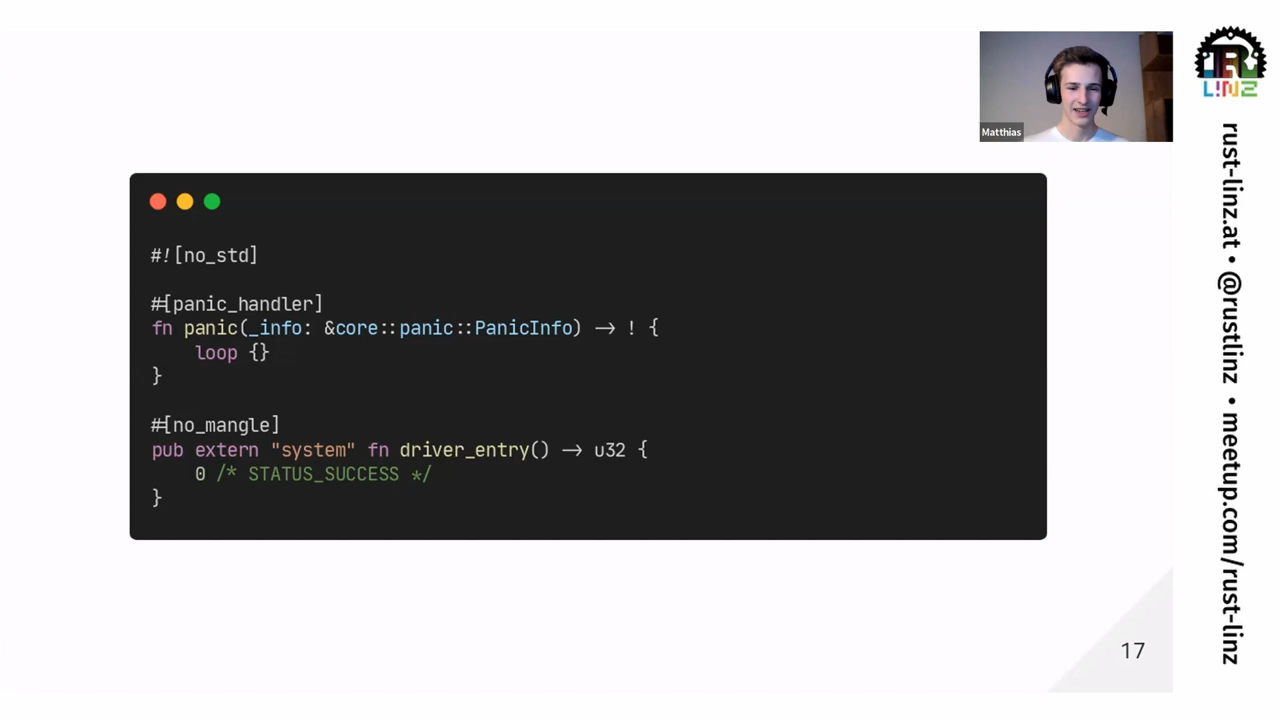 #![no_std]
#[panic_handler]
fn panic(_info: &core::panic::PanicInfo) -> ! {
    loop {}
}
#[no_mangle]
pub extern "system" fn driver_entry() -> u32 {
    0 /* STATUS_SUCCESS */
}
17
Matthias
R
L!NZ
rust-linz.at • @rustlinz • meetup.com/rust-linz